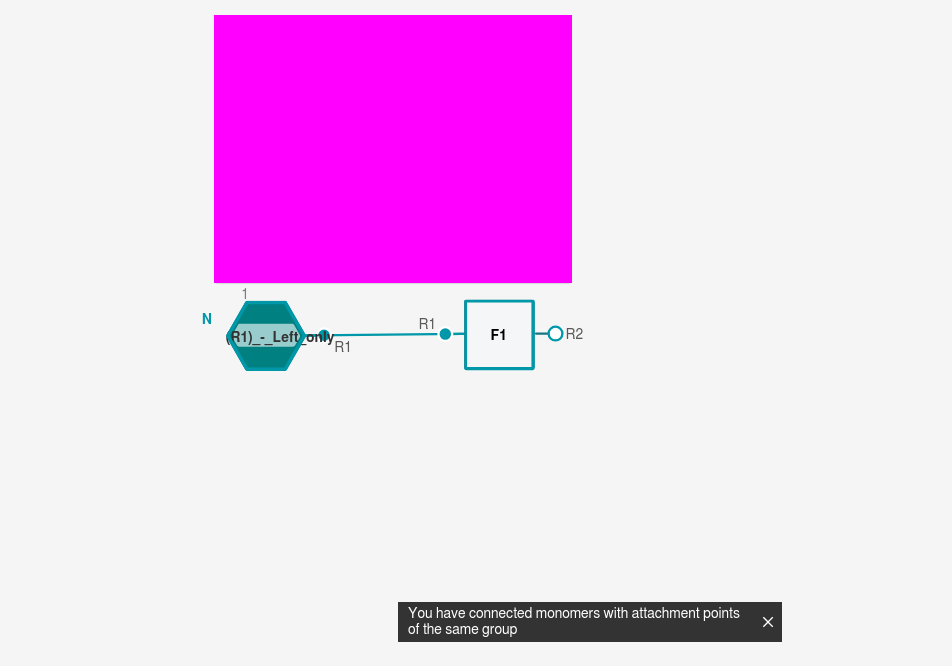 1
N
(R1)_-_Left_only
R1
R1
F1
R2
You have connected monomers with attachment points
of the same group